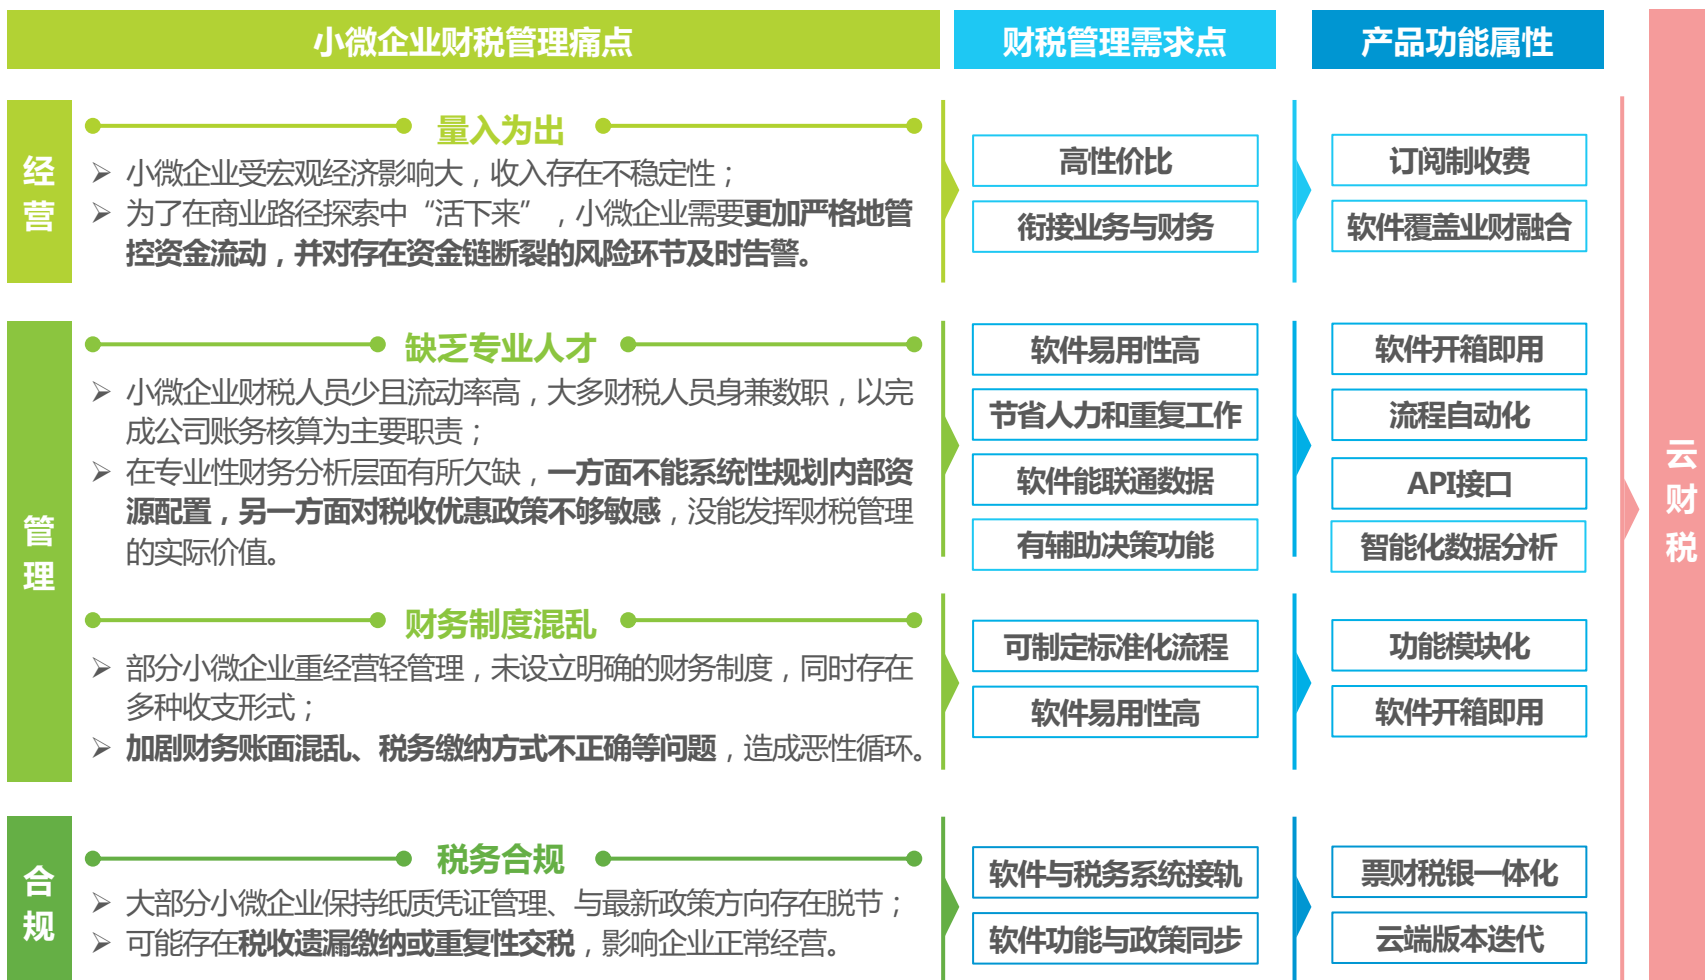 小微企业财税管理痛点
财税管理需求点
产品功能属性
经营
量入为出
小微企业受宏观经济影响大，收入存在不稳定性；
为了在商业路径探索中“活下来”，小微企业需要更加严格地管
控资金流动，并对存在资金链断裂的风险环节及时告警。
高性价比
衔接业务与财务
订阅制收费
软件覆盖业财融合
管理
缺乏专业人才
小微企业财税人员少且流动率高，大多财税人员身兼数职，以完
成公司账务核算为主要职责；
在专业性财务分析层面有所欠缺，一方面不能系统性规划内部资
源配置，另一方面对税收优惠政策不够敏感，没能发挥财税管理
的实际价值。
软件易用性高
节省人力和重复工作
软件能联通数据
有辅助决策功能
软件开箱即用
流程自动化
API接口
智能化数据分析
财务制度混乱
部分小微企业重经营轻管理，未设立明确的财务制度，同时存在
多种收支形式；
加剧财务账面混乱、税务缴纳方式不正确等问题，造成恶性循环。
可制定标准化流程
软件易用性高
功能模块化
软件开箱即用
合规
税务合规
大部分小微企业保持纸质凭证管理、与最新政策方向存在脱节；
可能存在税收遗漏缴纳或重复性交税，影响企业正常经营。
软件与税务系统接轨
软件功能与政策同步
票财税银一体化
云端版本迭代
云财税